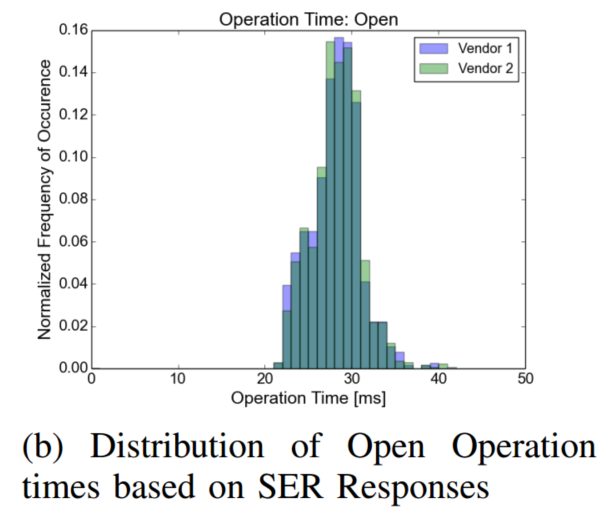 Operation Time: Open
Normalized Frequency of Occurence
0.16
0.14
0.12
0.10
0.08
0.06
0.04
0.02
0.00
Vendor 1
Vendor 2
0
10
20
30
40
50
Operation Time [ms]
(b) Distribution of Open Operation
times based on SER Responses